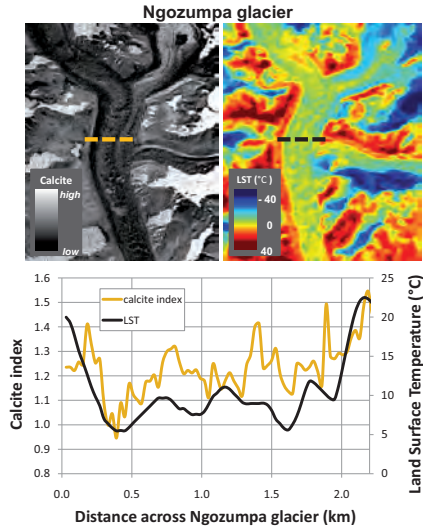 Ngozumpa glacier
Calcite
high
low
LST (°C)
- 40
0
40
1.6
1.5
1.4
1.3
1.2
1.1
1.0
0.9
0.8
Calcite index
calcite index
LST
25
20
15
10
5
0
Land Surface Temperature (°C)
0.0 0.5 1.0 1.5 2.0
Distance across Ngozumpa glacier (km)